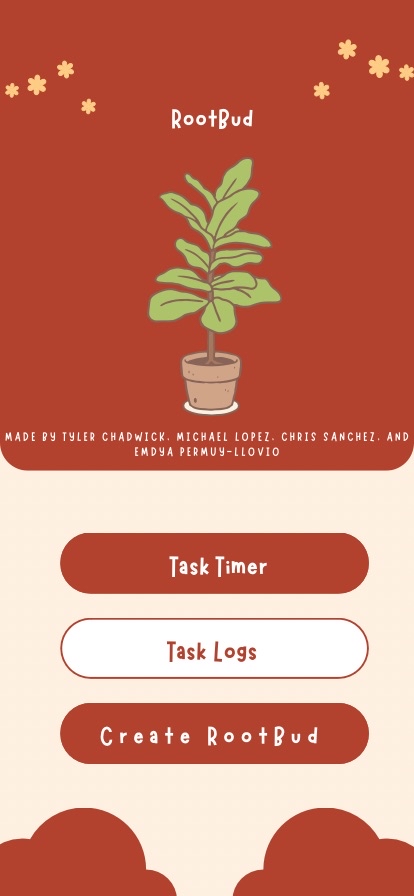 RootBud
MADE BY TYLER CHADWICK, MICHAEL LOPEZ, CHRIS SANCHEZ, AND
EMDYA PERMUY-LLOVIO
Task Timer
Task Logs
Create RootBud